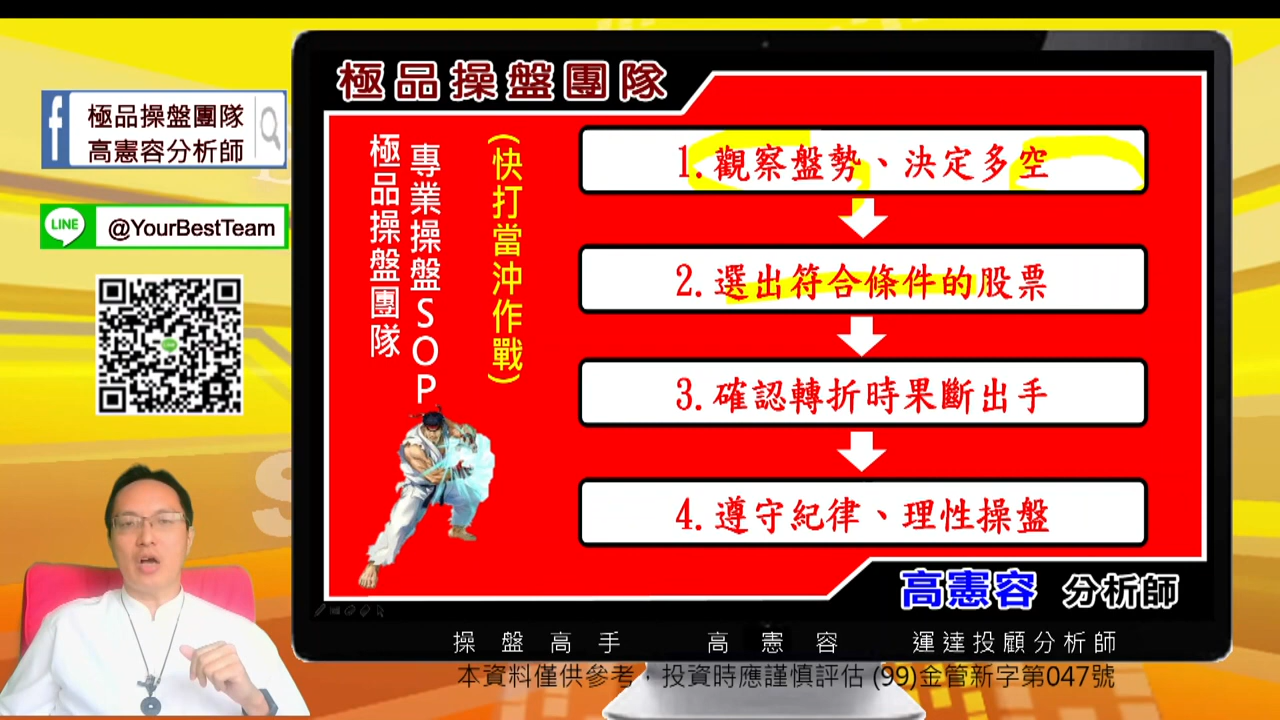 極品操盤團隊
極品操盤團隊
高憲容分析師
LINE
@YourBestTeam
極品操盤團隊
專業操盤SOP
(快打當沖作戰)
1.觀察盤勢、決定多空
2.選出符合條件的股票
3.確認轉折時果斷出手
4.遵守紀律、理性操盤
高憲容 分析師
操盤高手 高憲容 運達投顧分析師
本資料僅供參考，投資時應謹慎評估 (99)金管新字第047號